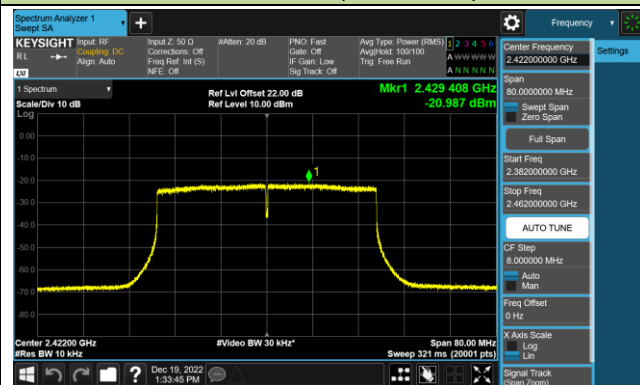 Spectrum Analyzer 1
Swept SA
Frequency
KEYSIGHT
RL
LXI
Input: RF
Coupling: DC
Align: Auto
Input Z: 50 Ω
Corrections: Off
Freq Ref: Int (S)
NFE: Off
#Atten: 20 dB
PNO: Fast
Gate: Off
IF Gain: Low
Sig Track: Off
Avg Type: Power (RMS)
Avg|Hold: 100/100
Trig: Free Run
1 2 3 4 5 6
A W W W W W
A N N N N N
1 Spectrum
Scale/Div 10 dB
Log
Ref Lvl Offset 22.00 dB
Ref Level 10.00 dBm
Mkr1 2.429 408 GHz
-20.987 dBm
0.00
-10.0
-20.0
-30.0
-40.0
-50.0
-60.0
-70.0
-80.0
1
Center 2.42200 GHz
#Res BW 10 kHz
#Video BW 30 kHz*
Span 80.00 MHz
Sweep 321 ms (20001 pts)
Center Frequency
2.422000000 GHz
Settings
Span
80.0000000 MHz
Swept Span
Zero Span
Full Span
Start Freq
2.382000000 GHz
Stop Freq
2.462000000 GHz
AUTO TUNE
CF Step
8.000000 MHz
Auto
Man
Freq Offset
0 Hz
X Axis Scale
Log
Lin
Signal Track
(Span Zoom)
Dec 19, 2022
1:33:45 PM